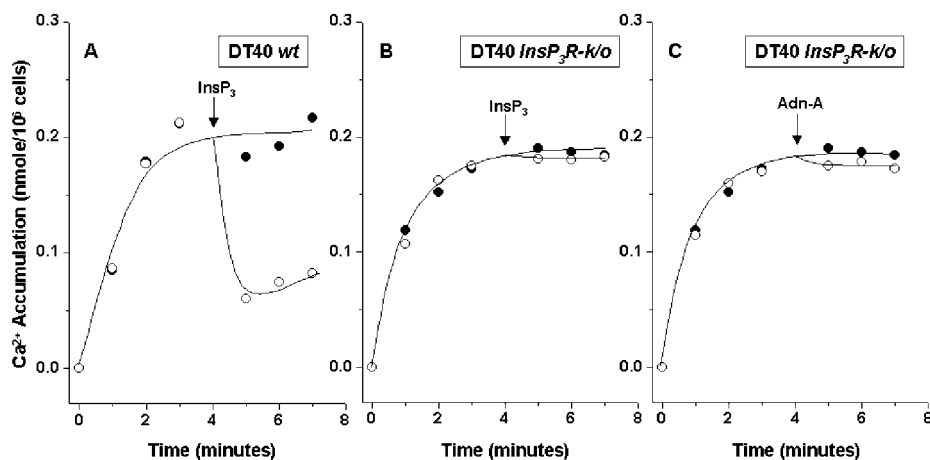 A
DT40 wt
InsP3
B
DT40 InsP3R-k/o
InsP3
C
DT40 InsP3R-k/o
Adn-A
Ca2+ Accumulation (nmole/10⁶ cells)
0.3
0.2
0.1
0.0
0.3
0.2
0.1
0.0
0.3
0.2
0.1
0.0
0 2 4 6 8
0 2 4 6 8
0 2 4 6 8
Time (minutes)
Time (minutes)
Time (minutes)